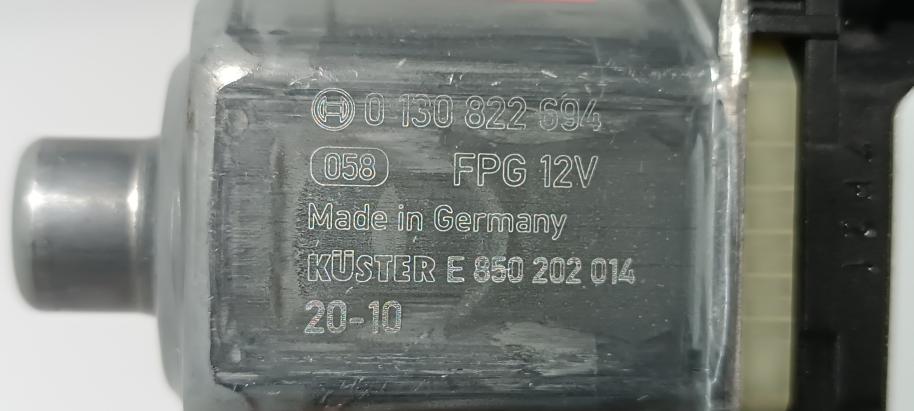 0 130 822 694
058 FPG 12V
Made in Germany
KÜSTER E 850 202 014
20-10